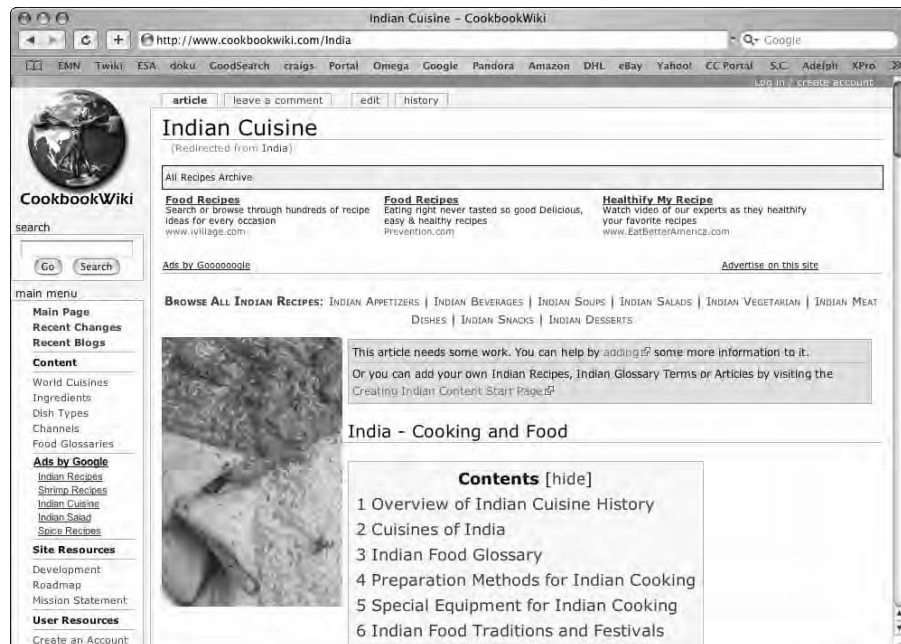 Indian Cuisine – CookbookWiki
http://www.cookbookwiki.com/India
Google
EMN Twiki ESA doku GoodSearch craigs Portal Omega Google Pandora Amazon DHL eBay Yahoo! CC Portal S.C. Adelph XPro
Log in / create account
article leave a comment edit history
Indian Cuisine
(Redirected from India)
All Recipes Archive
Food Recipes
Search or browse through hundreds of recipe
ideas for every occasion
www.ivillage.com
Food Recipes
Eating right never tasted so good Delicious,
easy & healthy recipes
Prevention.com
Healthify My Recipe
Watch video of our experts as they healthify
your favorite recipes
www.EatBetterAmerica.com
Ads by Goooooogle
Advertise on this site
CookbookWiki
search
Go Search
main menu
Main Page
Recent Changes
Recent Blogs
Content
World Cuisines
Ingredients
Dish Types
Channels
Food Glossaries
Ads by Google
Indian Recipes
Shrimp Recipes
Indian Cuisine
Indian Salad
Spice Recipes
Site Resources
Development
Roadmap
Mission Statement
User Resources
Create an Account
Browse All Indian Recipes: Indian Appetizers | Indian Beverages | Indian Soups | Indian Salads | Indian Vegetarian | Indian Meat
Dishes | Indian Snacks | Indian Desserts
This article needs some work. You can help by adding some more information to it.
Or you can add your own Indian Recipes, Indian Glossary Terms or Articles by visiting the
Creating Indian Content Start Page
India - Cooking and Food
Contents [hide]
1 Overview of Indian Cuisine History
2 Cuisines of India
3 Indian Food Glossary
4 Preparation Methods for Indian Cooking
5 Special Equipment for Indian Cooking
6 Indian Food Traditions and Festivals